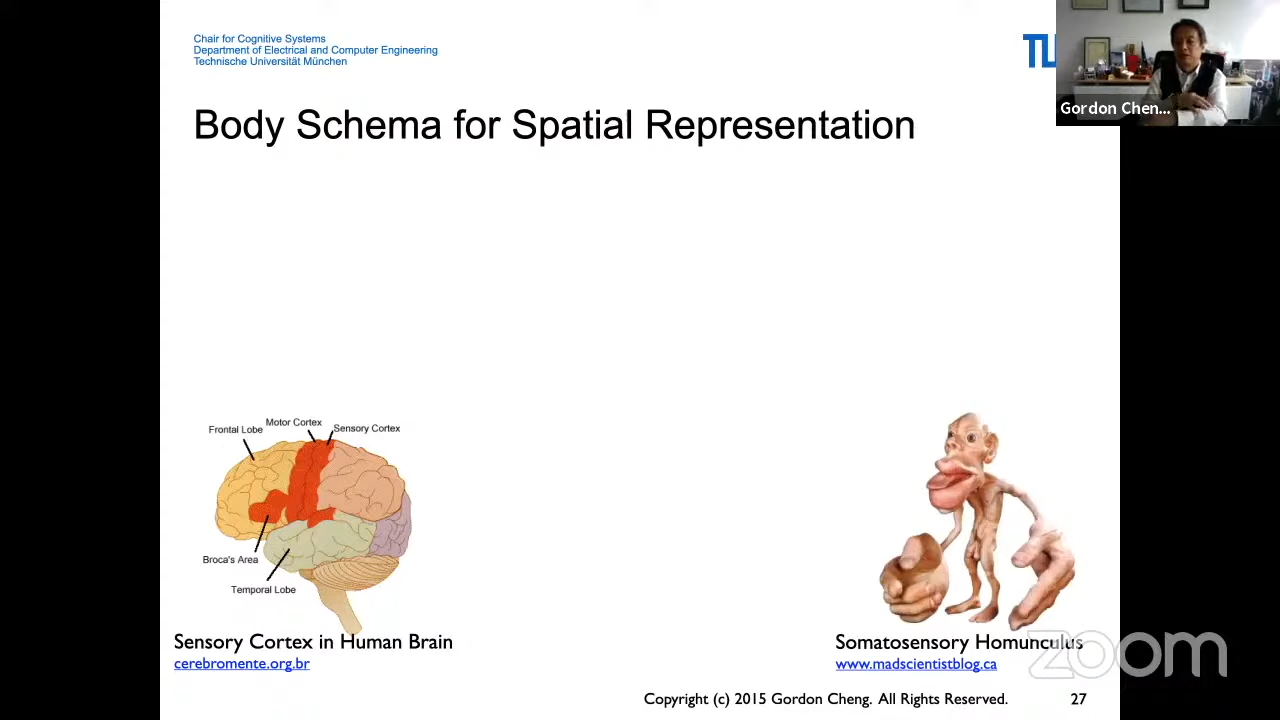 Chair for Cognitive Systems
Department of Electrical and Computer Engineering
Technische Universität München
TU
Gordon Chen...
Body Schema for Spatial Representation
Motor Cortex
Frontal Lobe
Sensory Cortex
Broca's Area
Temporal Lobe
Sensory Cortex in Human Brain
cerebromente.org.br
Somatosensory Homunculus
www.madscientistblog.ca
zoom
Copyright (c) 2015 Gordon Cheng. All Rights Reserved.
27